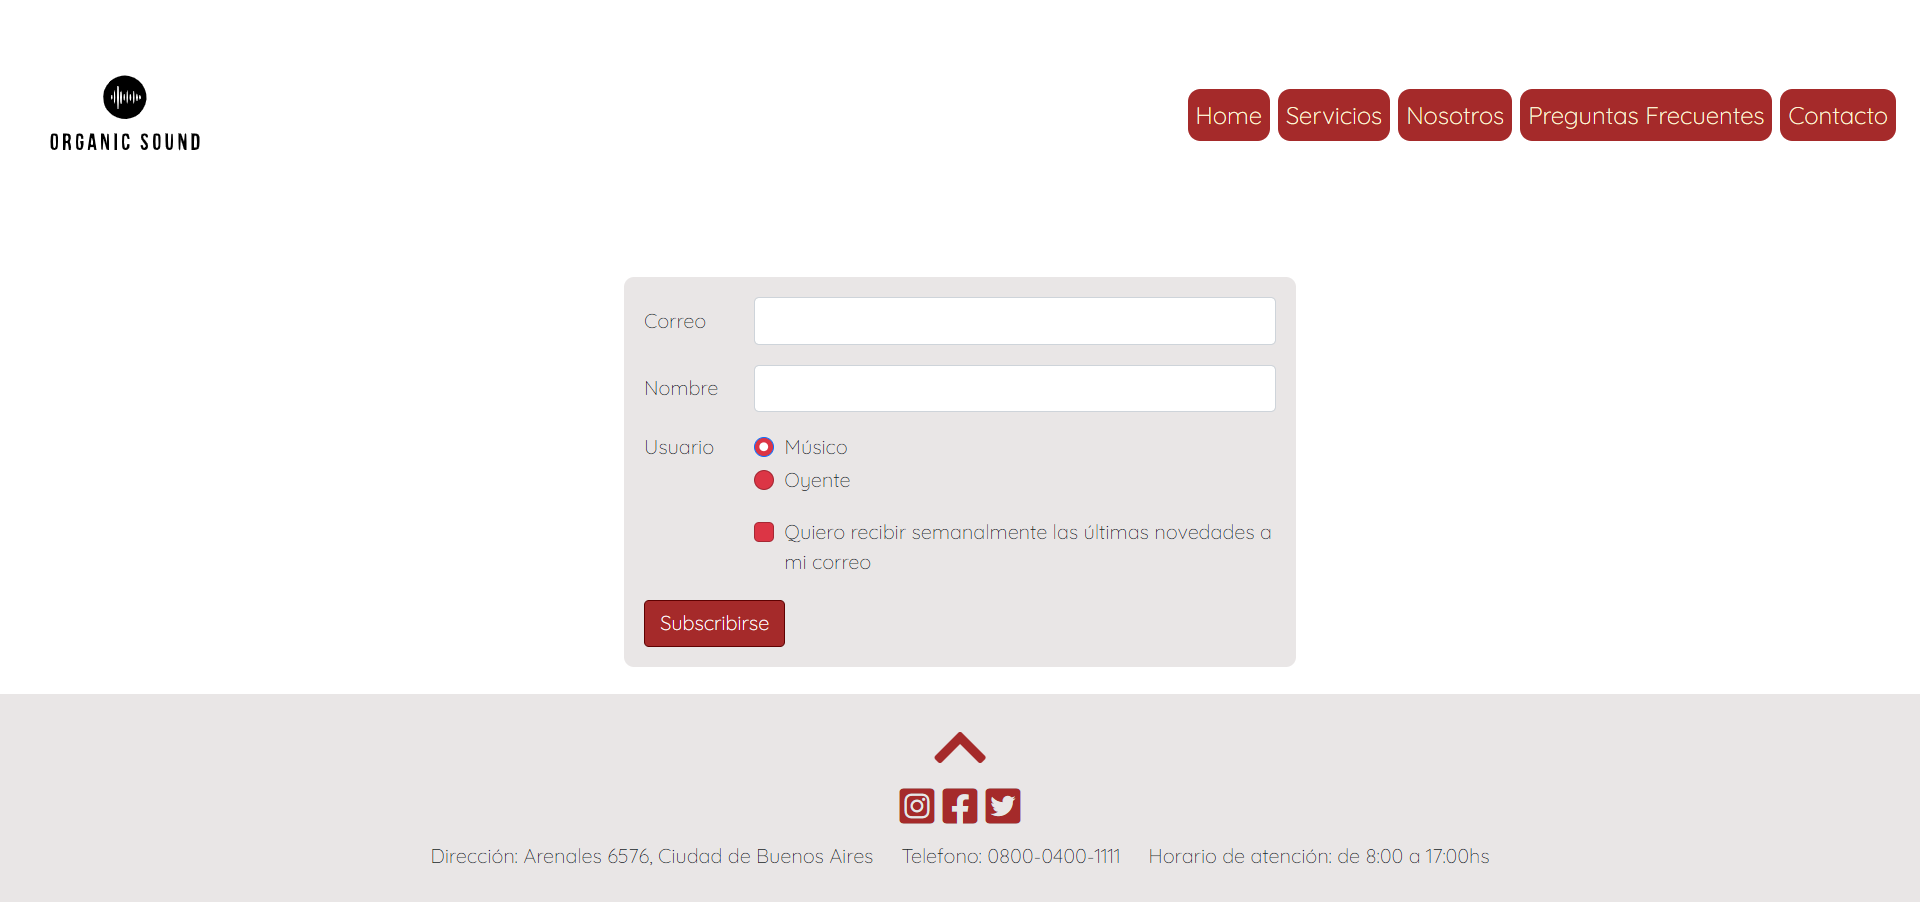 ORGANIC SOUND
Home Servicios Nosotros Preguntas Frecuentes Contacto
Correo
Nombre
Usuario Músico
Oyente
Quiero recibir semanalmente las últimas novedades a
mi correo
Subscribirse
Dirección: Arenales 6576, Ciudad de Buenos Aires Telefono: 0800-0400-1111 Horario de atención: de 8:00 a 17:00hs